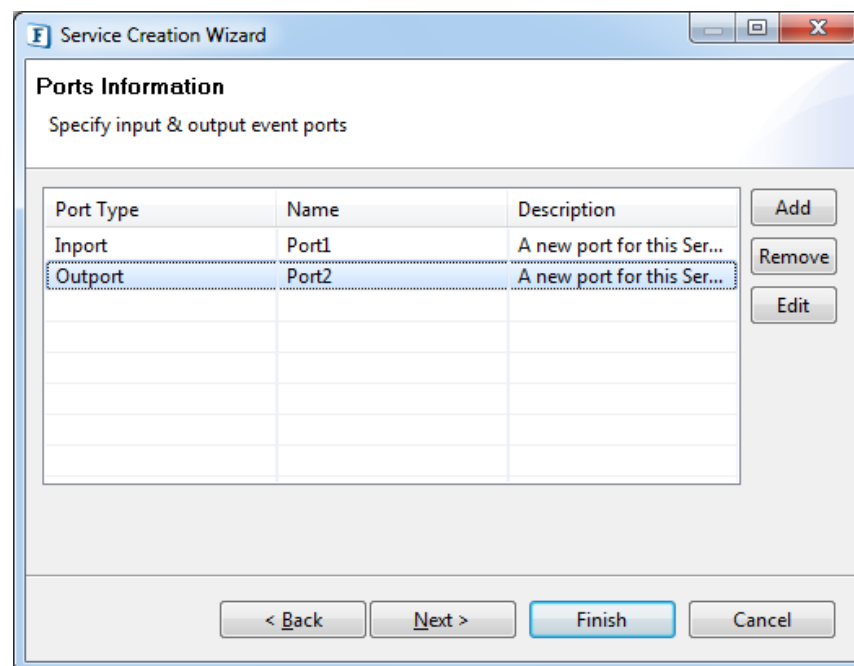 F Service Creation Wizard
Ports Information
Specify input & output event ports
Port Type Name Description
Inport Port1 A new port for this Ser...
Outport Port2 A new port for this Ser...
Add
Remove
Edit
< Back Next > Finish Cancel